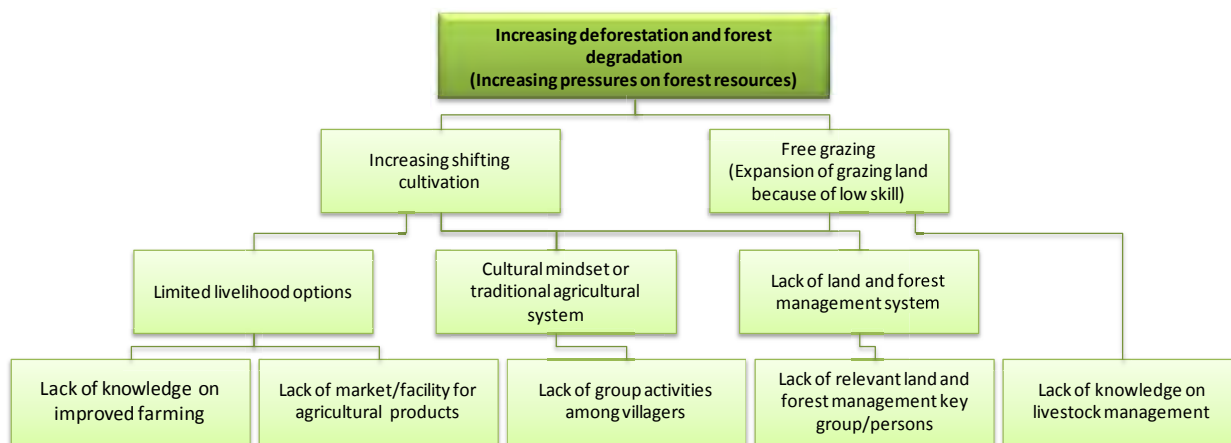 Increasing deforestation and forest
degradation
(Increasing pressures on forest resources)
Increasing shifting
cultivation
Free grazing
(Expansion of grazing land
because of low skill)
Limited livelihood options
Cultural mindset or
traditional agricultural
system
Lack of land and forest
management system
Lack of knowledge on
improved farming
Lack of market/facility for
agricultural products
Lack of group activities
among villagers
Lack of relevant land and
forest management key
group/persons
Lack of knowledge on
livestock management